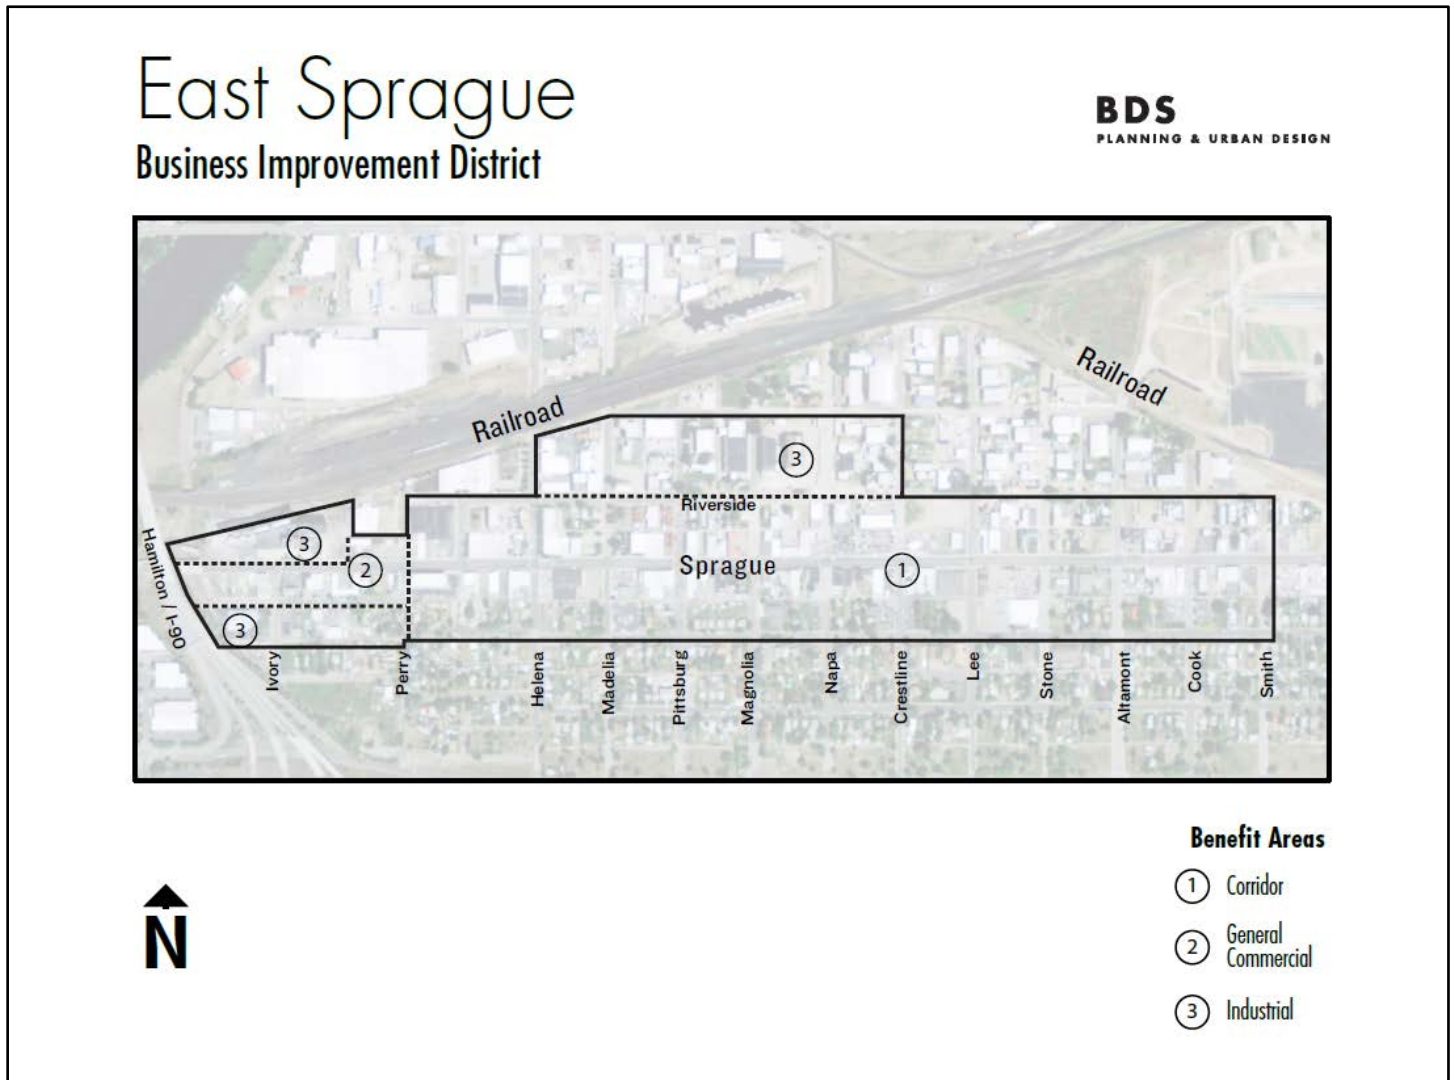 East Sprague
Business Improvement District
BDS
PLANNING & URBAN DESIGN
Railroad
Railroad
3
Riverside
Hamilton / I-90
3
2
Sprague
1
3
Ivory
Perry
Helena
Madelia
Pittsburg
Magnolia
Napa
Crestline
Lee
Stone
Altamont
Cook
Smith
Benefit Areas
1 Corridor
2 General
Commercial
3 Industrial
N